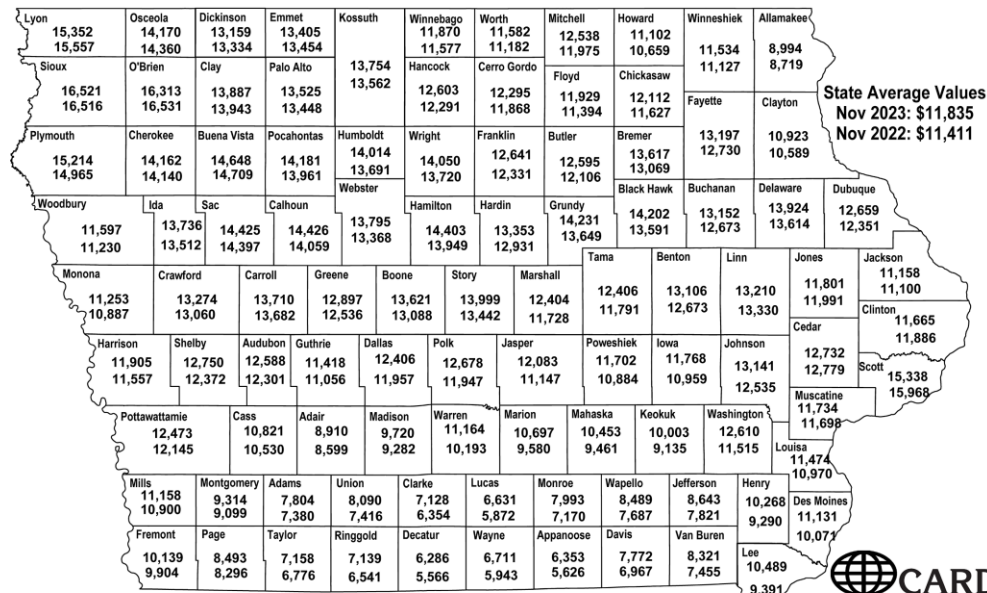 Lyon
15,352
15,557
Osceola
14,170
14,360
Dickinson
13,159
13,334
Emmet
13,405
13,454
Kossuth
13,754
13,562
Winnebago
11,870
11,577
Worth
11,582
11,182
Mitchell
12,538
11,975
Howard
11,102
10,659
Winneshiek
11,534
11,127
Allamakee
8,994
8,719
Sioux
16,521
16,516
O'Brien
16,313
16,531
Clay
13,887
13,943
Palo Alto
13,525
13,448
Hancock
12,603
12,291
Cerro Gordo
12,295
11,868
Floyd
11,929
11,394
Chickasaw
12,112
11,627
Fayette
13,197
12,730
Clayton
10,923
10,589
State Average Values
Nov 2023: $11,835
Nov 2022: $11,411
Plymouth
15,214
14,965
Cherokee
14,162
14,140
Buena Vista
14,648
14,709
Pocahontas
14,181
13,961
Humboldt
14,014
13,691
Wright
14,050
13,720
Franklin
12,641
12,331
Butler
12,595
12,106
Bremer
13,617
13,069
Woodbury
11,597
11,230
Ida
13,736
13,512
Sac
14,425
14,397
Calhoun
14,426
14,059
Webster
13,795
13,368
Hamilton
14,403
13,949
Hardin
13,353
12,931
Grundy
14,231
13,649
Black Hawk
14,202
13,591
Buchanan
13,152
12,673
Delaware
13,924
13,614
Dubuque
12,659
12,351
Monona
11,253
10,887
Crawford
13,274
13,060
Carroll
13,710
13,682
Greene
12,897
12,536
Boone
13,621
13,088
Story
13,999
13,442
Marshall
12,404
11,728
Tama
12,406
11,791
Benton
13,106
12,673
Linn
13,210
13,330
Jones
11,801
11,991
Jackson
11,158
11,100
Clinton
11,665
11,886
Cedar
12,732
12,779
Scott
15,338
15,968
Harrison
11,905
11,557
Shelby
12,750
12,372
Audubon
12,588
12,301
Guthrie
11,418
11,056
Dallas
12,406
11,957
Polk
12,678
11,947
Jasper
12,083
11,147
Poweshiek
11,702
10,884
Iowa
11,768
10,959
Johnson
13,141
12,535
Muscatine
11,734
11,698
Pottawattamie
12,473
12,145
Cass
10,821
10,530
Adair
8,910
8,599
Madison
9,720
9,282
Warren
11,164
10,193
Marion
10,697
9,580
Mahaska
10,453
9,461
Keokuk
10,003
9,135
Washington
12,610
11,515
Louisa
11,474
10,970
Mills
11,158
10,900
Montgomery
9,314
9,099
Adams
7,804
7,380
Union
8,090
7,416
Clarke
7,128
6,354
Lucas
6,631
5,872
Monroe
7,993
7,170
Wapello
8,489
7,687
Jefferson
8,643
7,821
Henry
10,268
9,290
Des Moines
11,131
10,071
Fremont
10,139
9,904
Page
8,493
8,296
Taylor
7,158
6,776
Ringgold
7,139
6,541
Decatur
6,286
5,566
Wayne
6,711
5,943
Appanoose
6,353
5,626
Davis
7,772
6,967
Van Buren
8,321
7,455
Lee
10,489
9,391
CARD